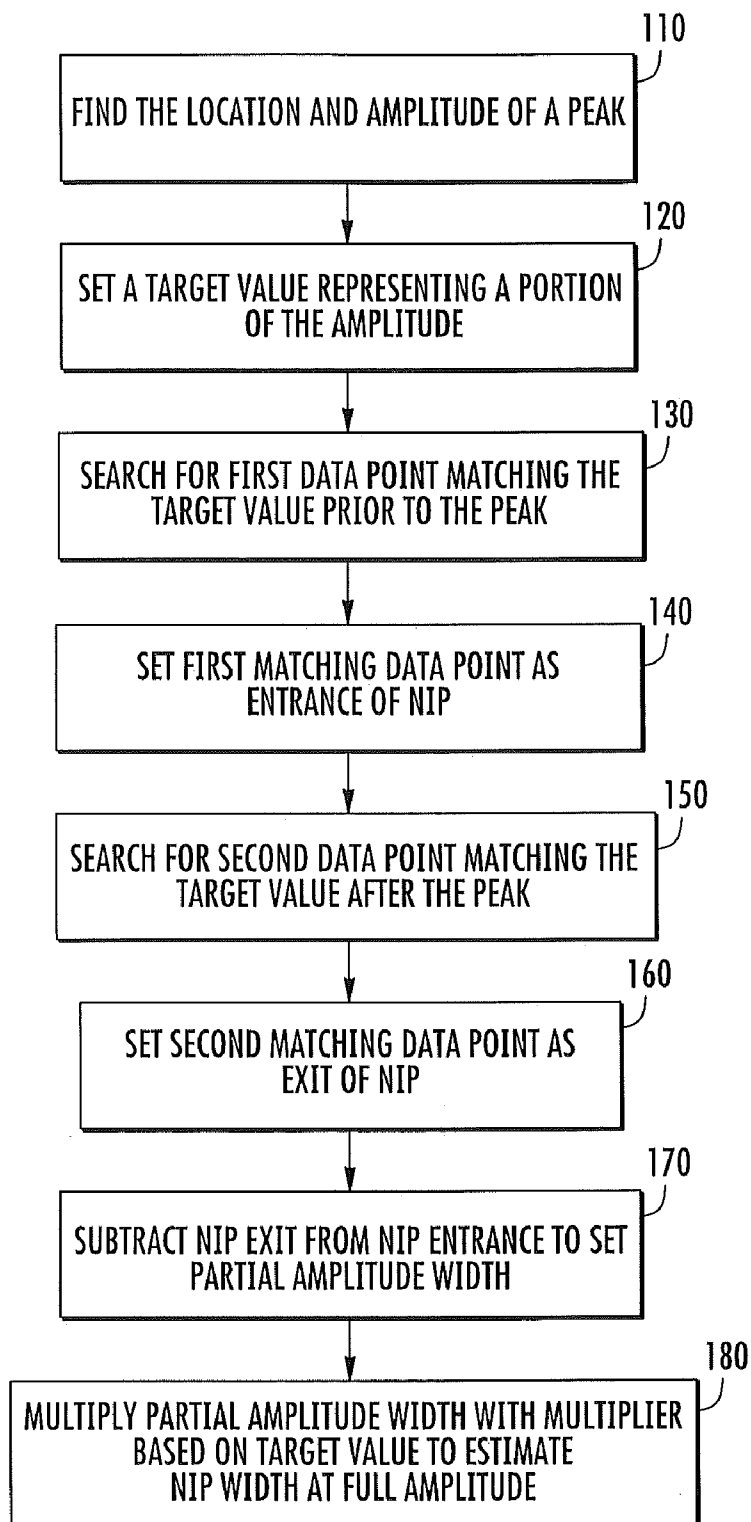 110
FIND THE LOCATION AND AMPLITUDE OF A PEAK
120
SET A TARGET VALUE REPRESENTING A PORTION
OF THE AMPLITUDE
130
SEARCH FOR FIRST DATA POINT MATCHING THE
TARGET VALUE PRIOR TO THE PEAK
140
SET FIRST MATCHING DATA POINT AS
ENTRANCE OF NIP
150
SEARCH FOR SECOND DATA POINT MATCHING THE
TARGET VALUE AFTER THE PEAK
160
SET SECOND MATCHING DATA POINT AS
EXIT OF NIP
170
SUBTRACT NIP EXIT FROM NIP ENTRANCE TO SET
PARTIAL AMPLITUDE WIDTH
180
MULTIPLY PARTIAL AMPLITUDE WIDTH WITH MULTIPLIER
BASED ON TARGET VALUE TO ESTIMATE
NIP WIDTH AT FULL AMPLITUDE